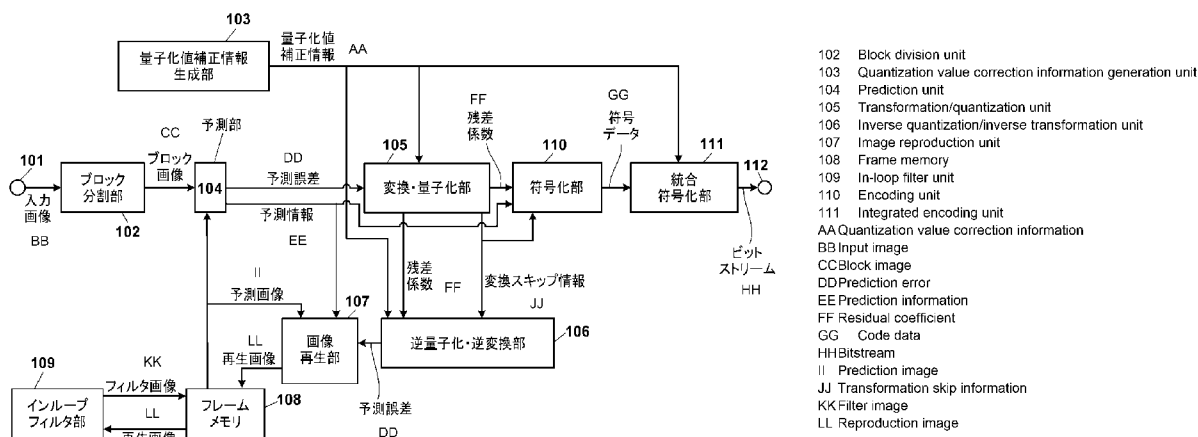 103
量子化値補正情報
生成部
量子化値
補正情報
AA
CC
予測部
ブロック
画像
DD
予測誤差
FF
残差
係数
GG
符号
データ
101
入力
画像
BB
ブロック
分割部
102
104
105
変換・量子化部
110
符号化部
111
統合
符号化部
112
ビット
ストリーム
HH
予測情報
EE
残差
係数
FF
変換スキップ情報
JJ
II
予測画像
107
画像
再生部
逆量子化・逆変換部
106
LL
再生画像
予測誤差
DD
109
インループ
フィルタ部
KK
フィルタ画像
LL
再生画像
フレーム
メモリ
108
102 Block division unit
103 Quantization value correction information generation unit
104 Prediction unit
105 Transformation/quantization unit
106 Inverse quantization/inverse transformation unit
107 Image reproduction unit
108 Frame memory
109 In-loop filter unit
110 Encoding unit
111 Integrated encoding unit
AA Quantization value correction information
BB Input image
CC Block image
DD Prediction error
EE Prediction information
FF Residual coefficient
GG Code data
HH Bitstream
II Prediction image
JJ Transformation skip information
KK Filter image
LL Reproduction image